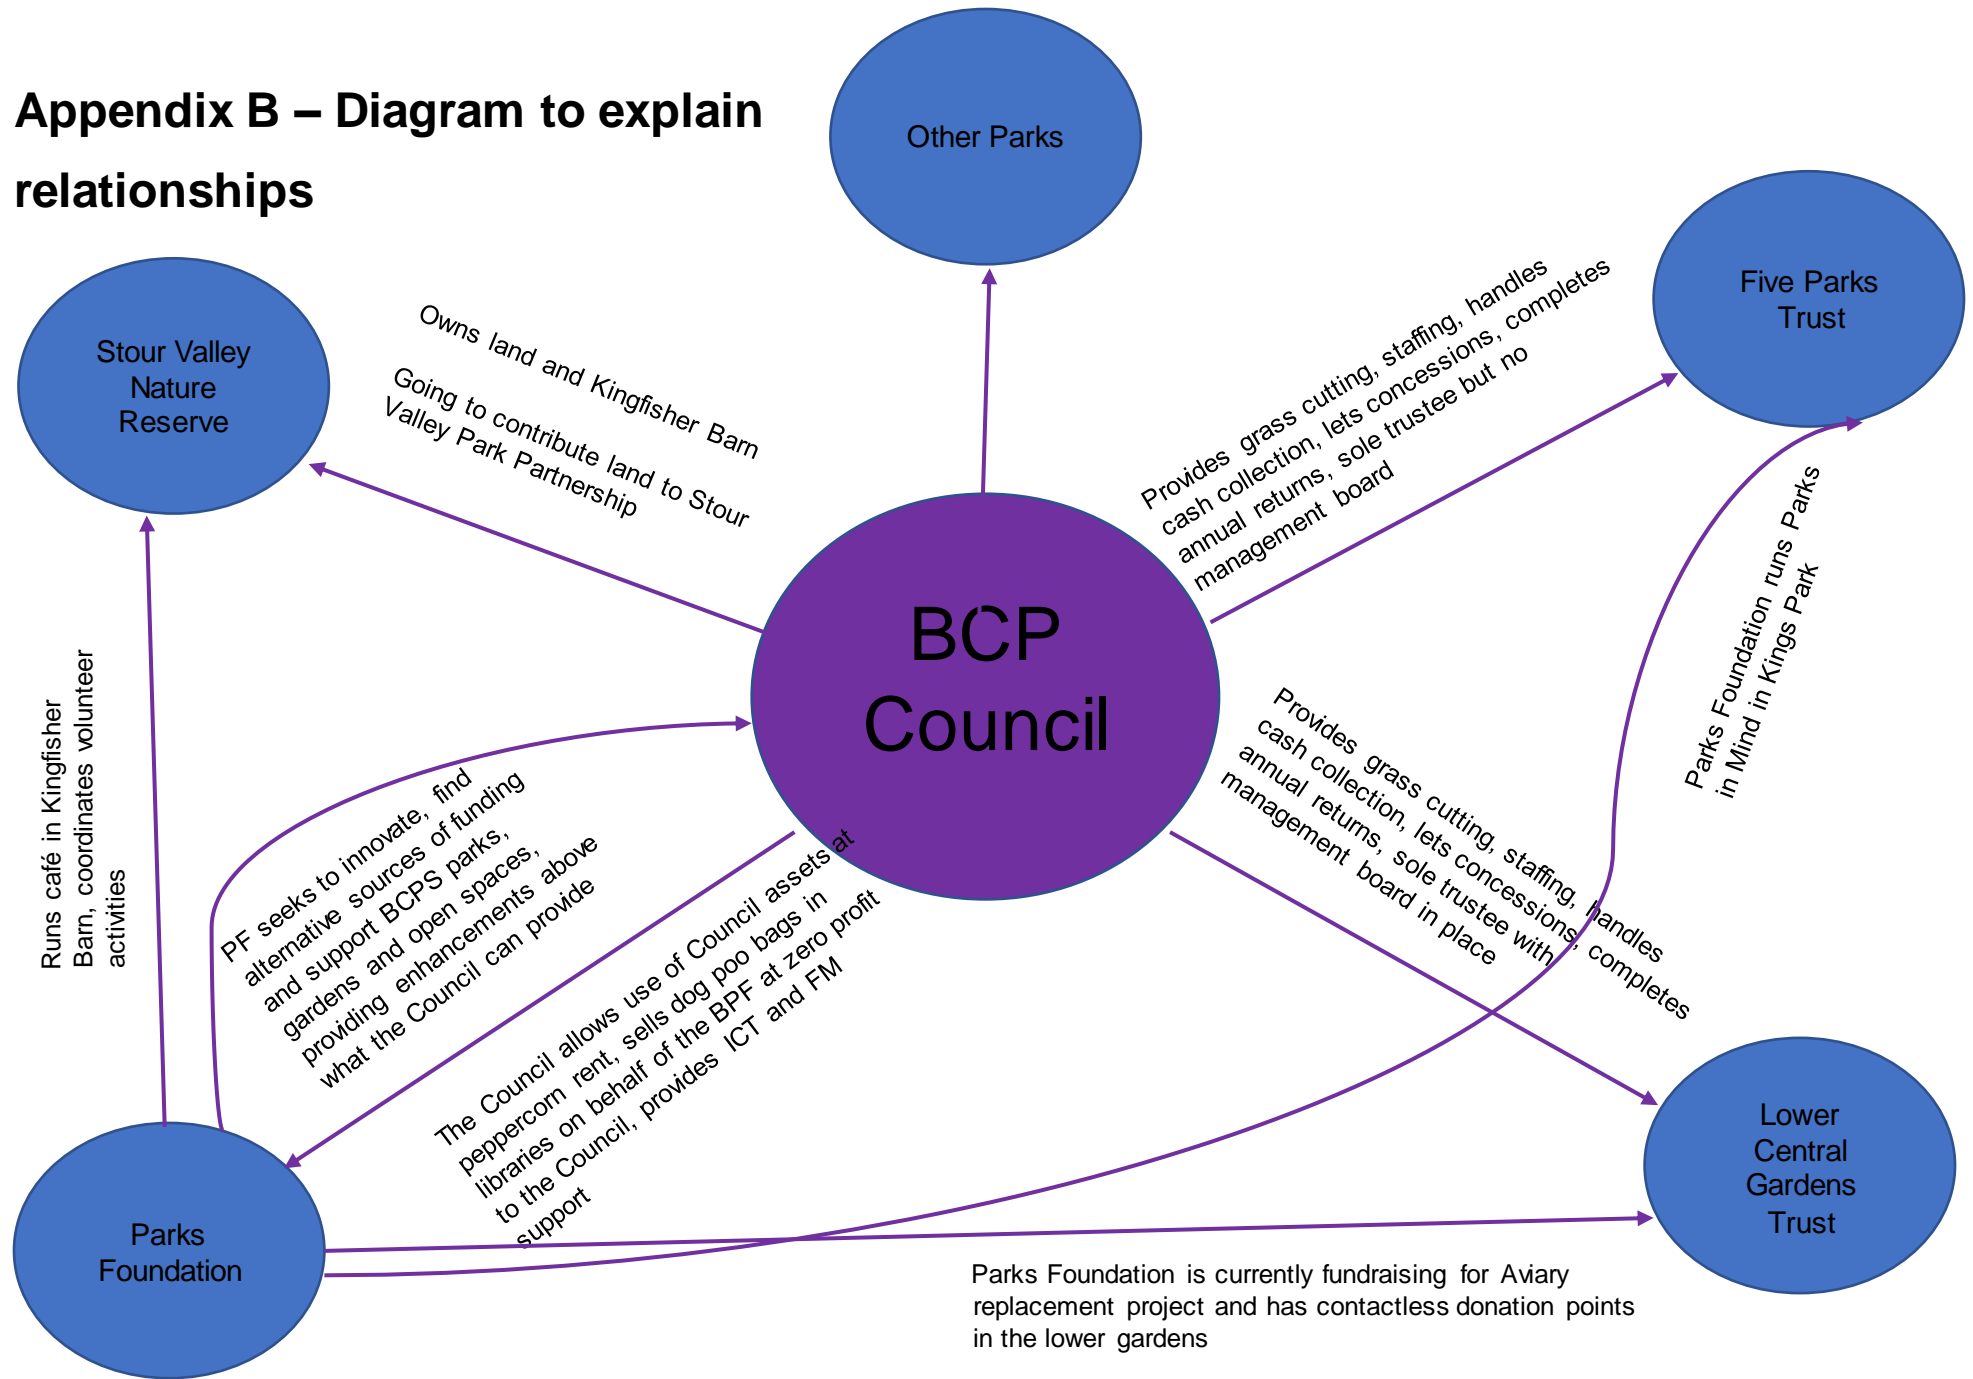 Appendix B – Diagram to explain
relationships
Other Parks
Five Parks
Trust
Stour Valley
Nature
Reserve
Owns land and Kingfisher Barn
Going to contribute land to Stour
Valley Park Partnership
Provides grass cutting, staffing, handles
cash collection, lets concessions, completes
annual returns, sole trustee but no
management board
BCP
Council
Parks Foundation runs Parks
in Mind in Kings Park
Runs café in Kingfisher
Barn, coordinates volunteer
activities
PF seeks to innovate, find
alternative sources of funding
and support BCPS parks,
gardens and open spaces,
providing enhancements above
what the Council can provide
The Council allows use of Council assets at
peppercorn rent, sells dog poo bags in
libraries on behalf of the BPF at zero profit
to the Council, provides ICT and FM
support
Provides grass cutting, staffing, handles
cash collection, lets concessions, completes
annual returns, sole trustee with
management board in place
Lower
Central
Gardens
Trust
Parks
Foundation
Parks Foundation is currently fundraising for Aviary
replacement project and has contactless donation points
in the lower gardens